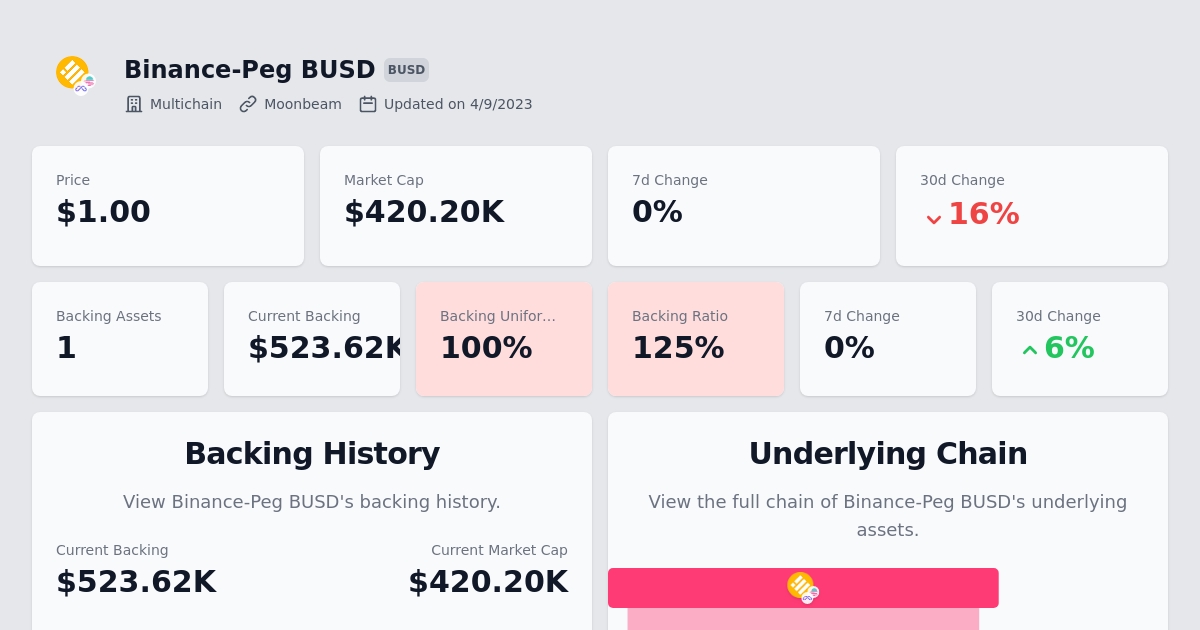 Binance-Peg BUSD BUSD
Multichain Moonbeam Updated on 4/9/2023
Price Market Cap 7d Change 30d Change
$1.00 $420.20K 0% 16%
Backing Assets Current Backing Backing Unifor... Backing Ratio 7d Change 30d Change
1 $523.62K 100% 125% 0% 6%
Backing History
View Binance-Peg BUSD's backing history.
Current Backing Current Market Cap
$523.62K $420.20K
Underlying Chain
View the full chain of Binance-Peg BUSD's underlying
assets.